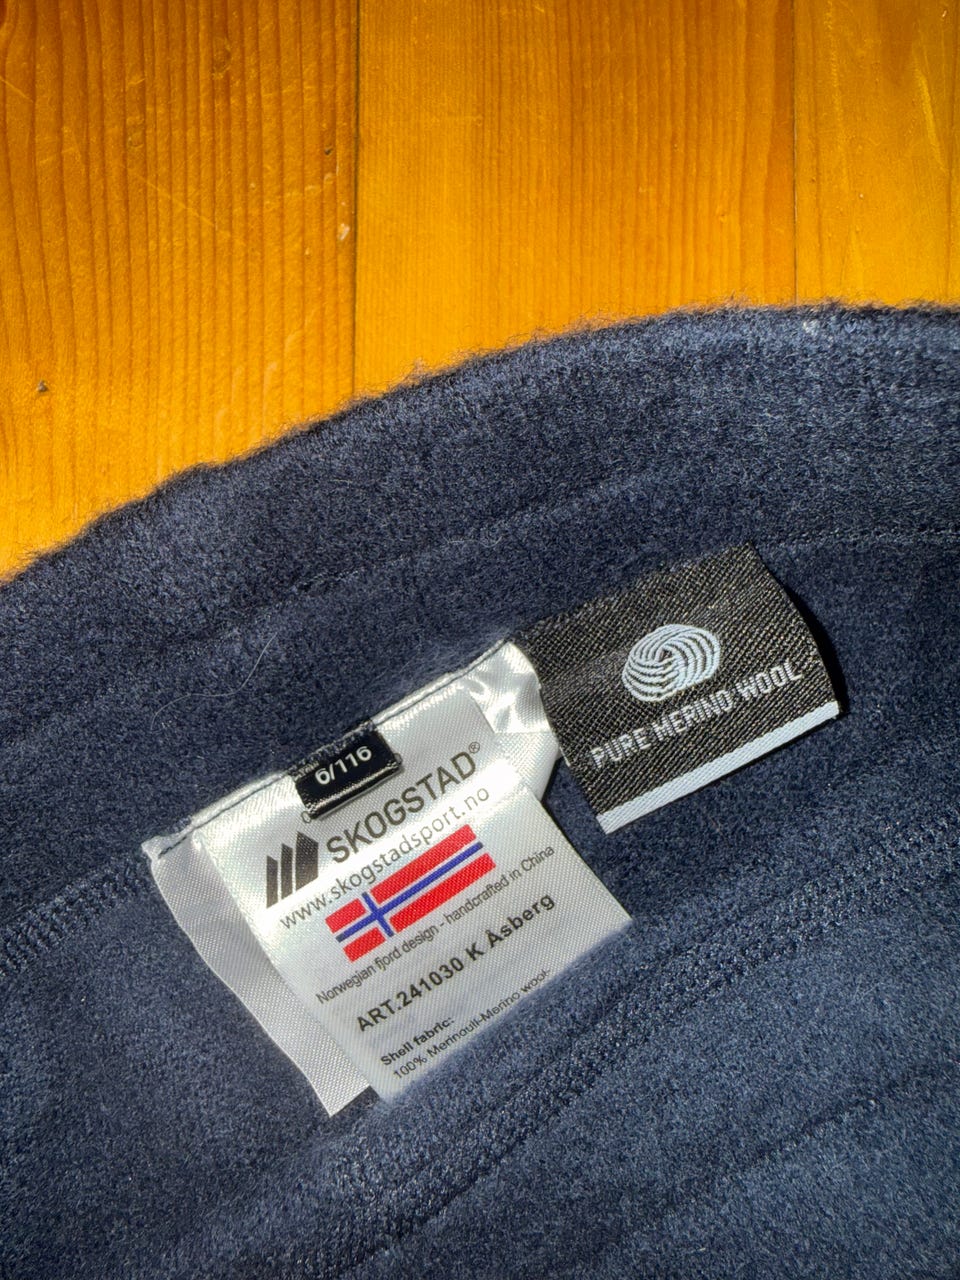 6/116
SKOGSTAD®
www.skogstadsport.no
Norwegian fjord design - handcrafted in China
ART.241030 K Åsberg
Shell fabric:
100% Merinoull-Merino wool-
PURE MERINO WOOL